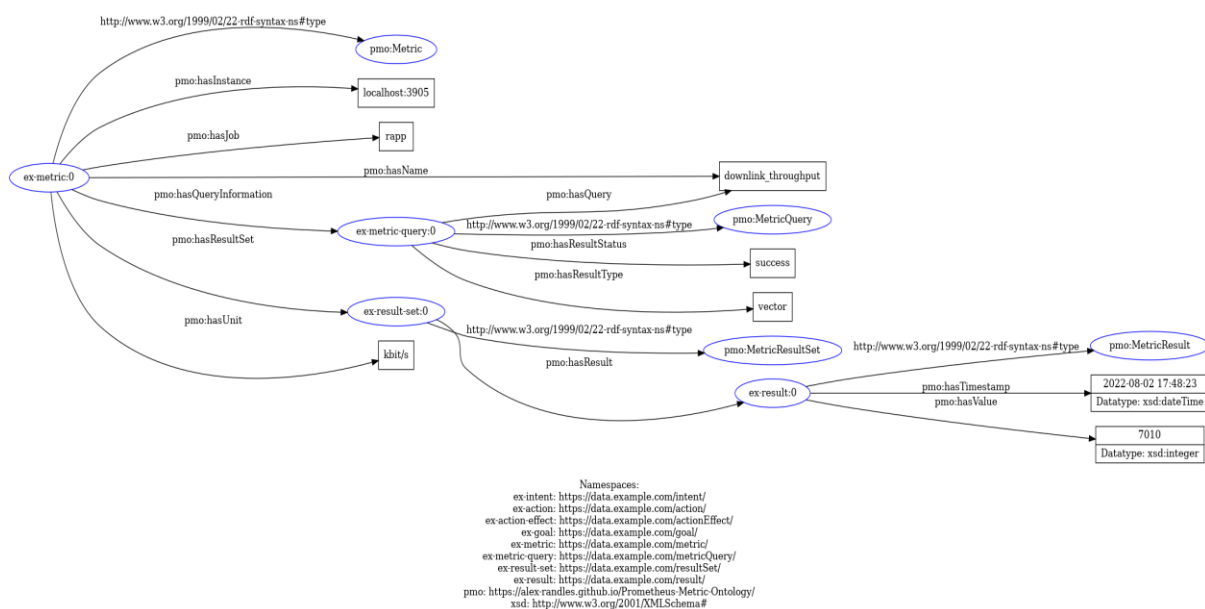 http://www.w3.org/1999/02/22-rdf-syntax-ns#type
pmo:Metric
pmo:hasInstance
localhost:3905
pmo:hasJob
rapp
ex-metric:0
pmo:hasName
downlink_throughput
pmo:hasQueryInformation
pmo:hasQuery
pmo:MetricQuery
http://www.w3.org/1999/02/22-rdf-syntax-ns#type
ex-metric-query:0
pmo:hasResultSet
pmo:hasResultStatus
success
pmo:hasResultType
vector
ex-result-set:0
pmo:hasUnit
http://www.w3.org/1999/02/22-rdf-syntax-ns#type
kbit/s
pmo:MetricResultSet
pmo:hasResult
http://www.w3.org/1999/02/22-rdf-syntax-ns#type
pmo:MetricResult
ex-result:0
pmo:hasTimestamp
2022-08-02 17:48:23
Datatype: xsd:dateTime
pmo:hasValue
7010
Datatype: xsd:integer
Namespaces:
ex-intent: https://data.example.com/intent/
ex-action: https://data.example.com/action/
ex-action-effect: https://data.example.com/actionEffect/
ex-goal: https://data.example.com/goal/
ex-metric: https://data.example.com/metric/
ex-metric-query: https://data.example.com/metricQuery/
ex-result-set: https://data.example.com/resultSet/
ex-result: https://data.example.com/result/
pmo: https://alex-randles.github.io/Prometheus-Metric-Ontology/
xsd: http://www.w3.org/2001/XMLSchema#